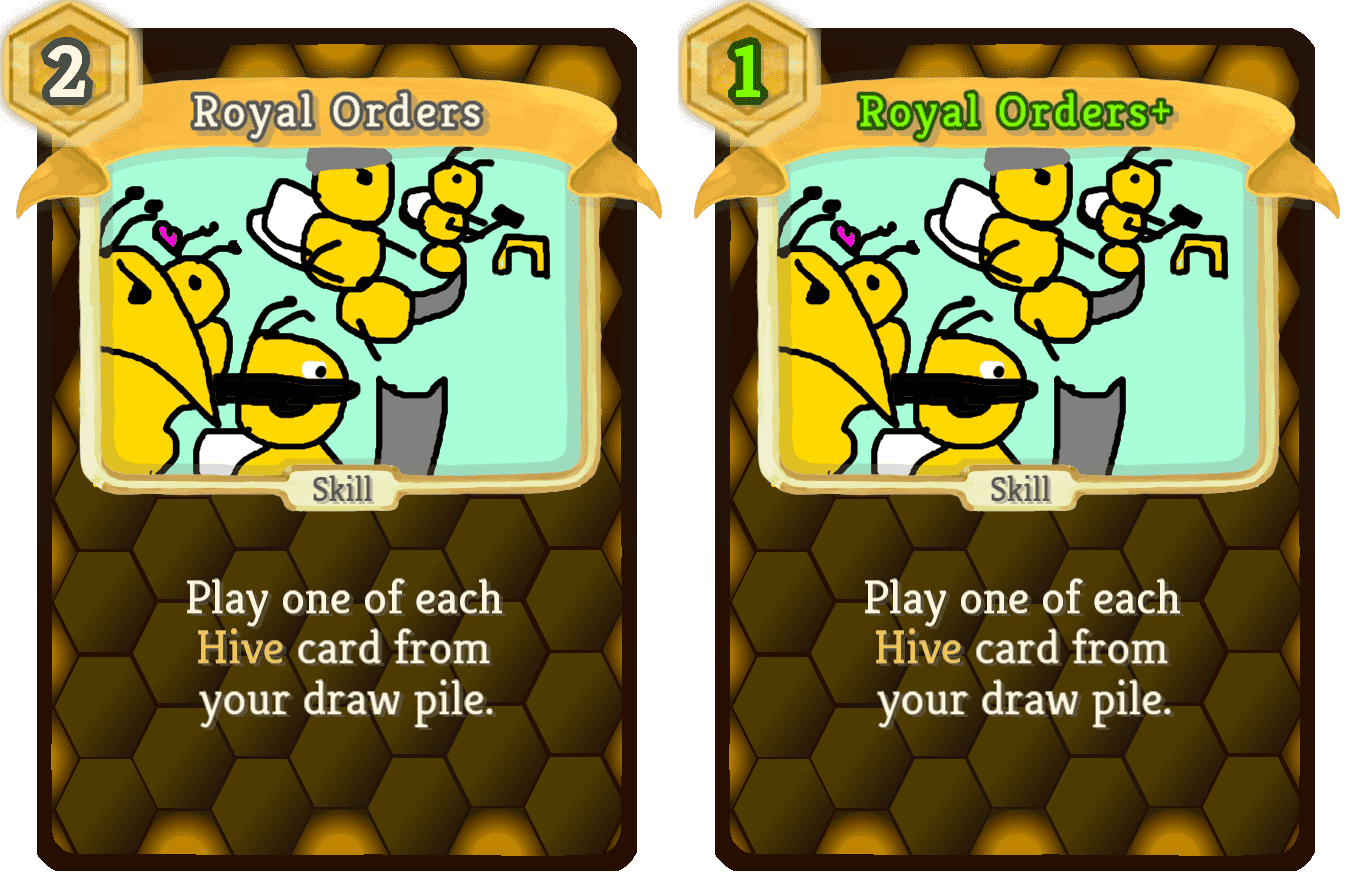 2
Royal Orders
Skill
Play one of each
Hive card from
your draw pile.
1
Royal Orders+
Skill
Play one of each
Hive card from
your draw pile.